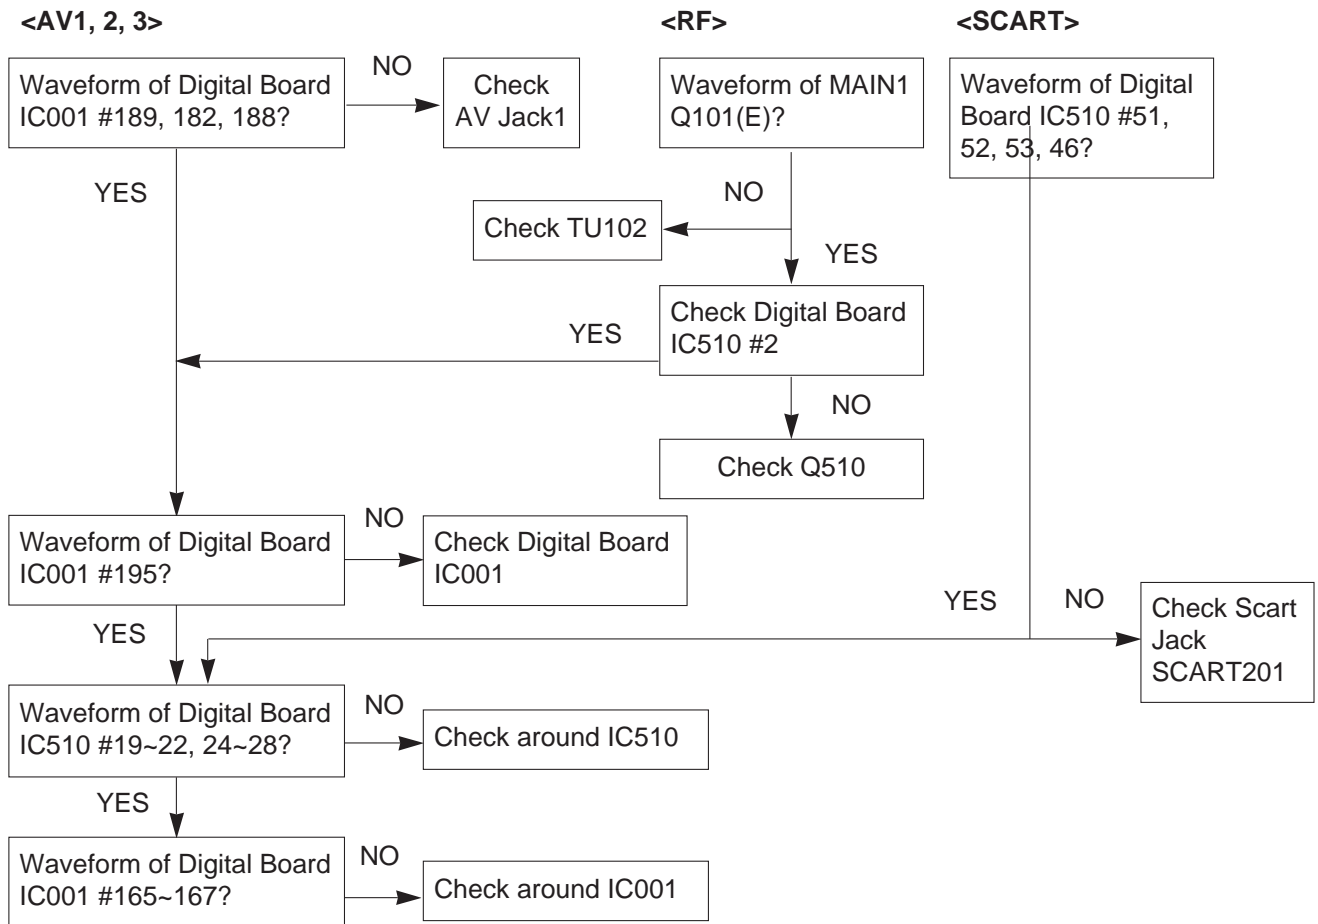 <AV1, 2, 3>
<RF>
<SCART>
Waveform of Digital Board
IC001 #189, 182, 188?
NO
Check
AV Jack1
Waveform of MAIN1
Q101(E)?
Waveform of Digital
Board IC510 #51,
52, 53, 46?
YES
NO
Check TU102
YES
Check Digital Board
IC510 #2
YES
NO
Check Q510
Waveform of Digital Board
IC001 #195?
NO
Check Digital Board
IC001
YES
YES
NO
Check Scart
Jack
SCART201
Waveform of Digital Board
IC510 #19~22, 24~28?
NO
Check around IC510
YES
Waveform of Digital Board
IC001 #165~167?
NO
Check around IC001